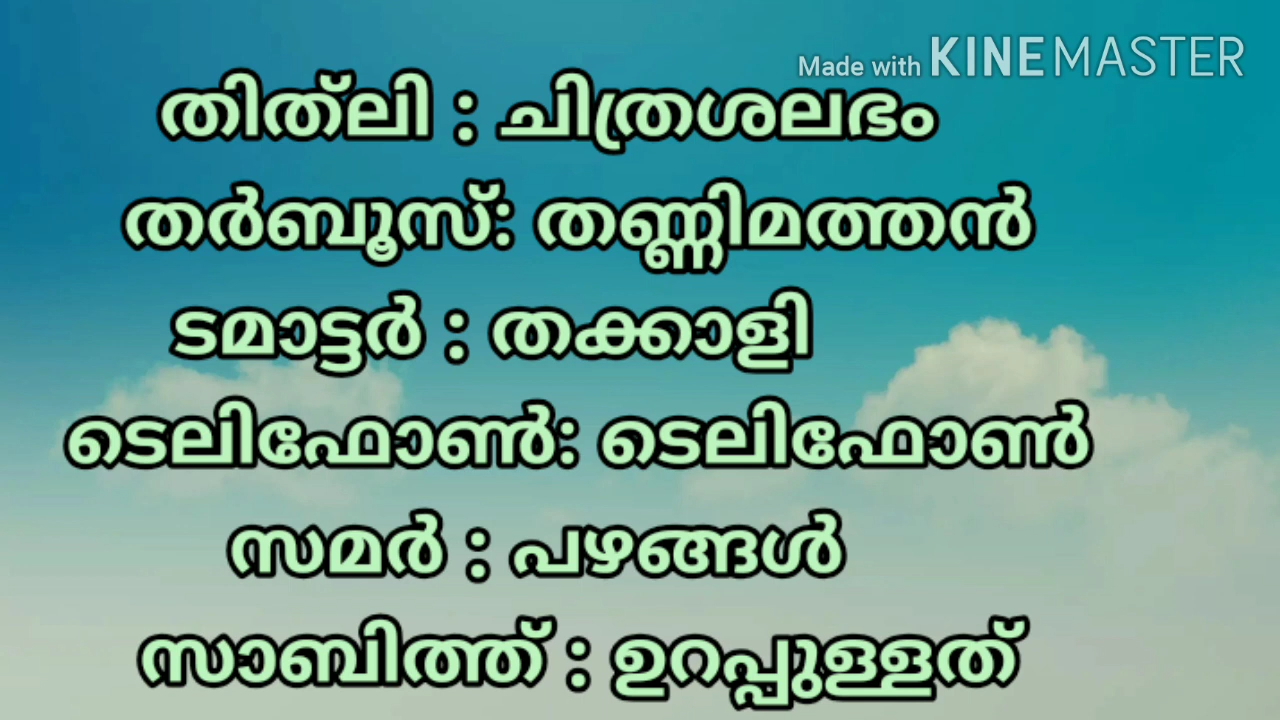 Made with KINEMASTER
തിത്‌ലി : ചിത്രശലഭം
തർബൂസ്: തണ്ണിമത്തൻ
ടമാട്ടർ : തക്കാളി
ടെലിഫോൺ: ടെലിഫോൺ
സമർ : പഴങ്ങൾ
സാബിത്ത് : ഉറപ്പുള്ളത്